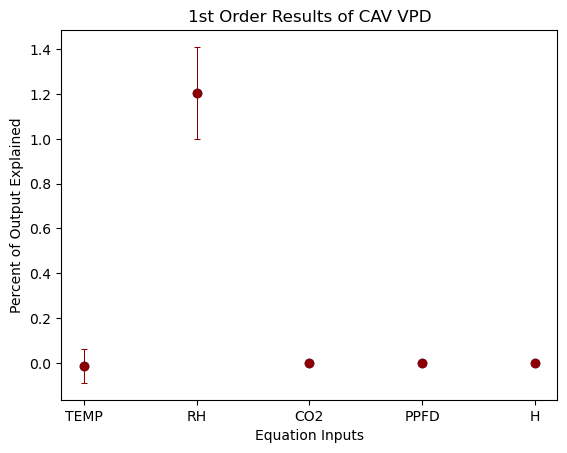 1st Order Results of CAV VPD
Percent of Output Explained
1.4
1.2
1.0
0.8
0.6
0.4
0.2
0.0
TEMP RH CO2 PPFD H
Equation Inputs